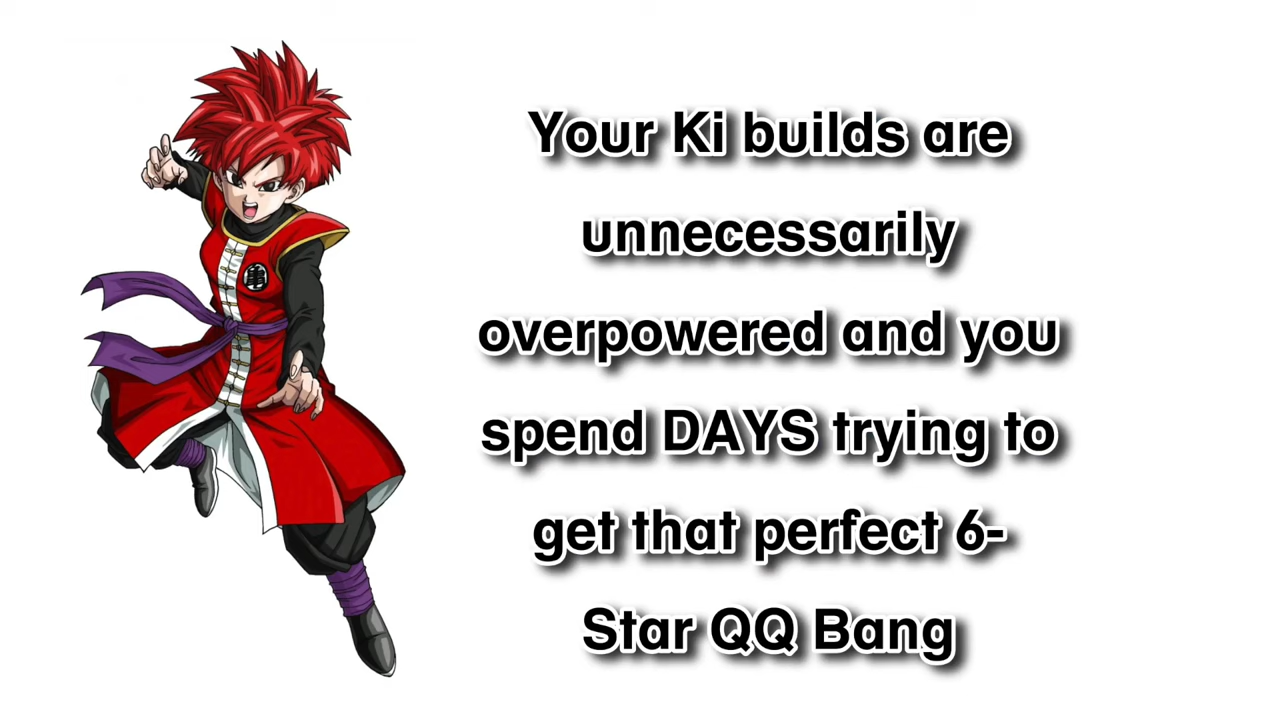 亀
Your Ki builds are
unnecessarily
overpowered and you
spend DAYS trying to
get that perfect 6-
Star QQ Bang